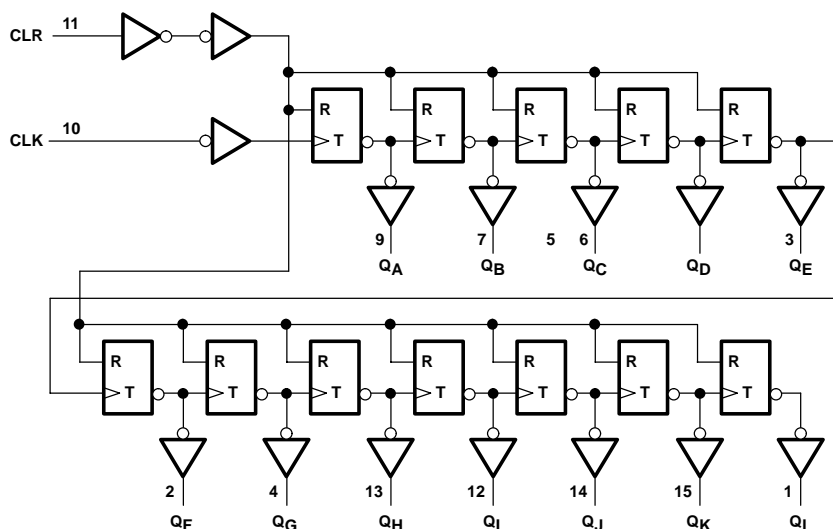 CLR 11
R R R R R
CLK 10
T T T T T
9 7 5 6 3
QA QB QC QD QE
R R R R R R R
T T T T T T T
2 4 13 12 14 15 1
QF QG QH QI QJ QK QL